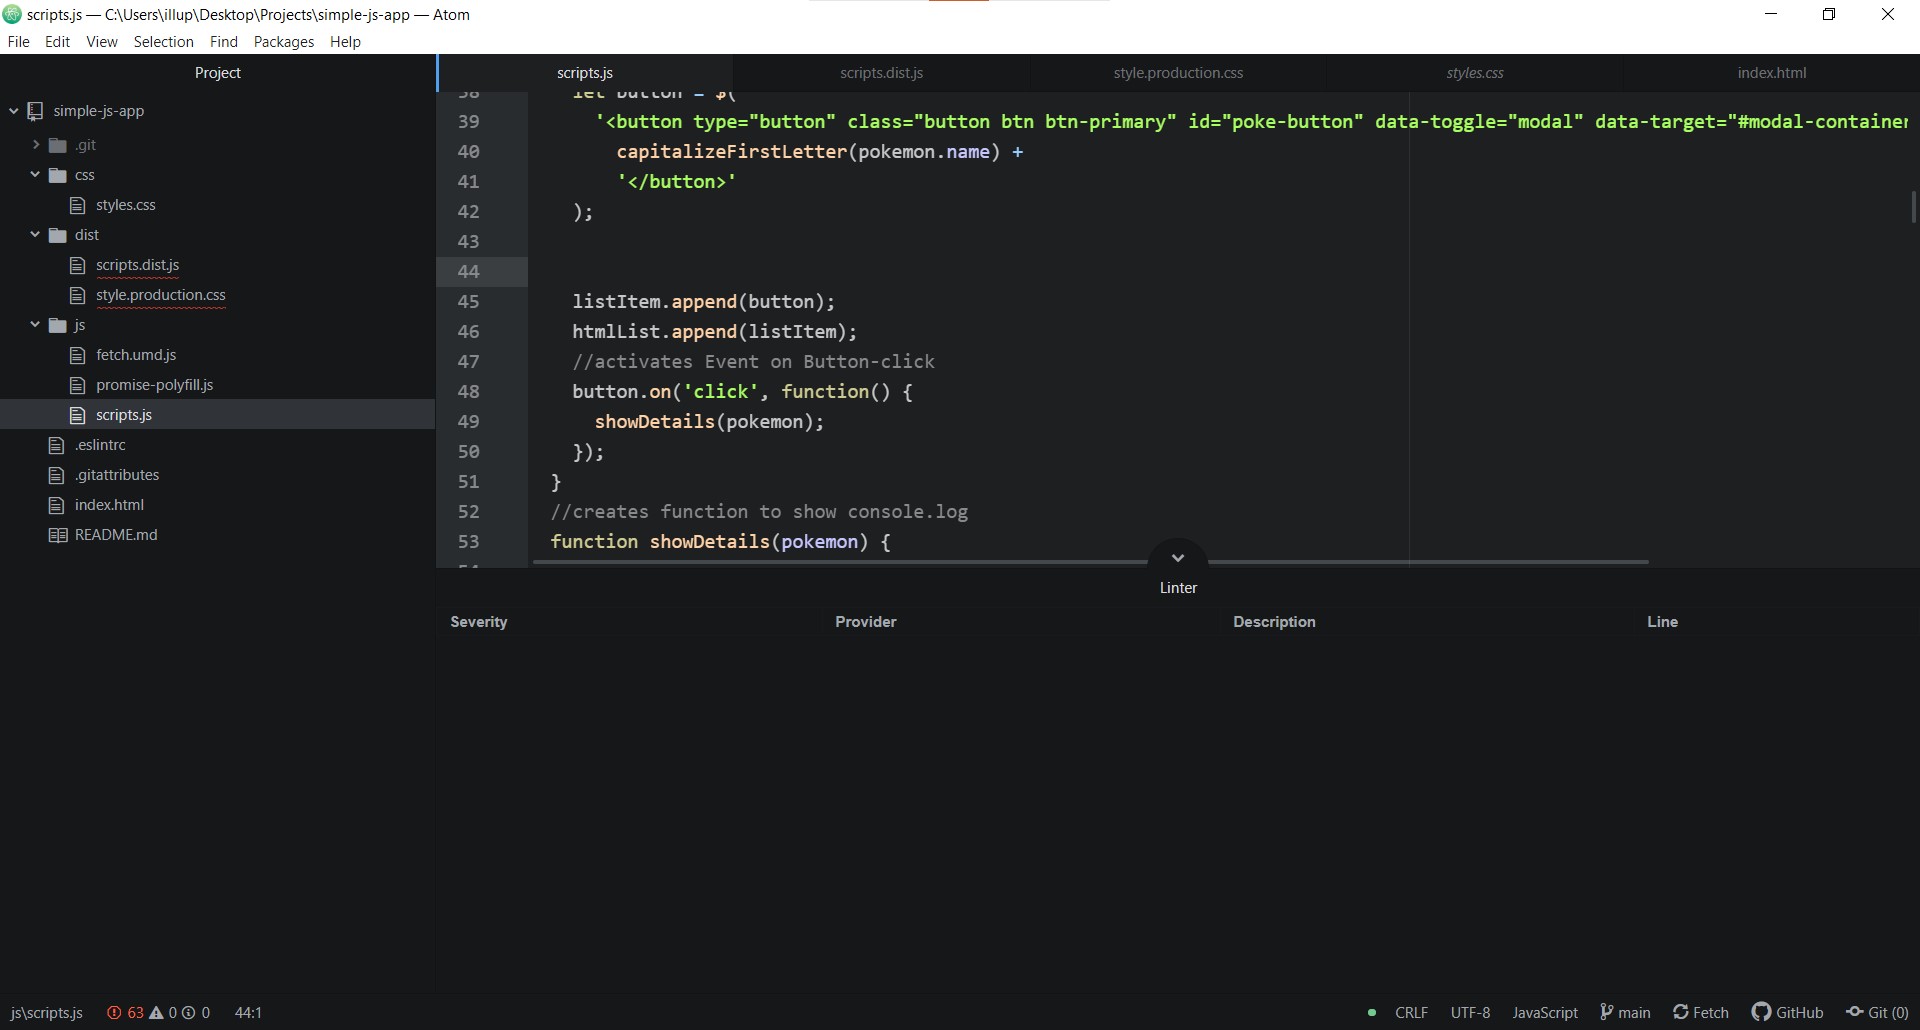 scripts.js — C:\Users\illup\Desktop\Projects\simple-js-app — Atom
File Edit View Selection Find Packages Help
Project
simple-js-app
.git
css
styles.css
dist
scripts.dist.js
style.production.css
js
fetch.umd.js
promise-polyfill.js
scripts.js
.eslintrc
.gitattributes
index.html
README.md
scripts.js scripts.dist.js style.production.css styles.css index.html
38 let button = $(
39 '<button type="button" class="button btn btn-primary" id="poke-button" data-toggle="modal" data-target="#modal-container
40 capitalizeFirstLetter(pokemon.name) +
41 '</button>'
42 );
43
44
45 listItem.append(button);
46 htmlList.append(listItem);
47 //activates Event on Button-click
48 button.on('click', function() {
49 showDetails(pokemon);
50 });
51 }
52 //creates function to show console.log
53 function showDetails(pokemon) {
Linter
Severity Provider Description Line
js\scripts.js 63 0 0 44:1 CRLF UTF-8 JavaScript main Fetch GitHub Git (0)